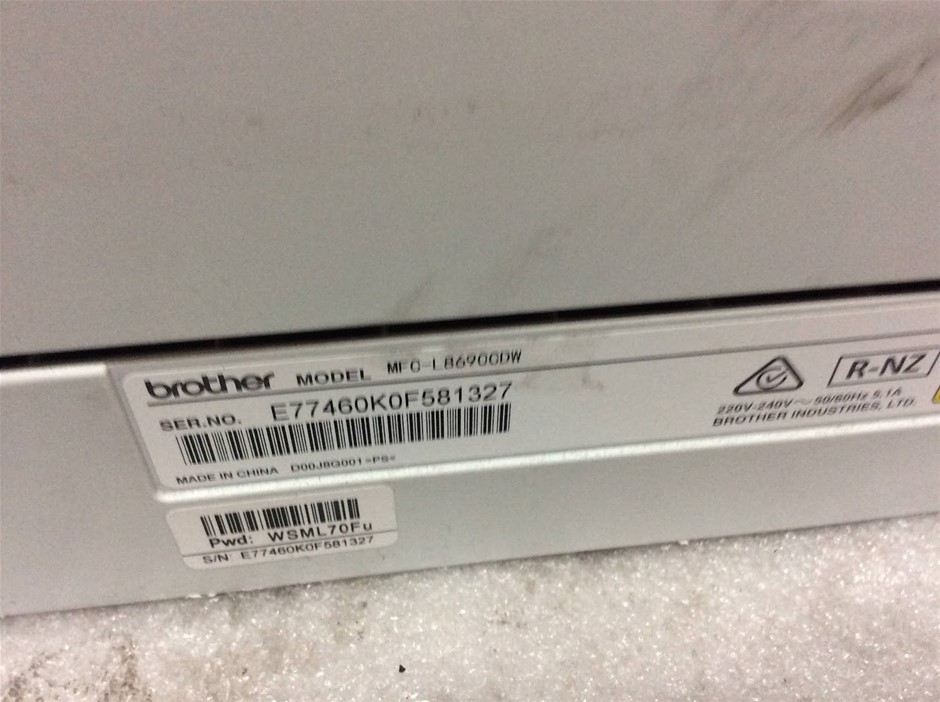 brother MODEL MFC-L8690CDW
SER.NO. E77460K0F581327
MADE IN CHINA D00J8G001 >PS<
R-NZ
220V-240V～ 50/60Hz 5.1A
BROTHER INDUSTRIES, LTD.
Pwd: WSML70Fu
S/N: E77460K0F581327